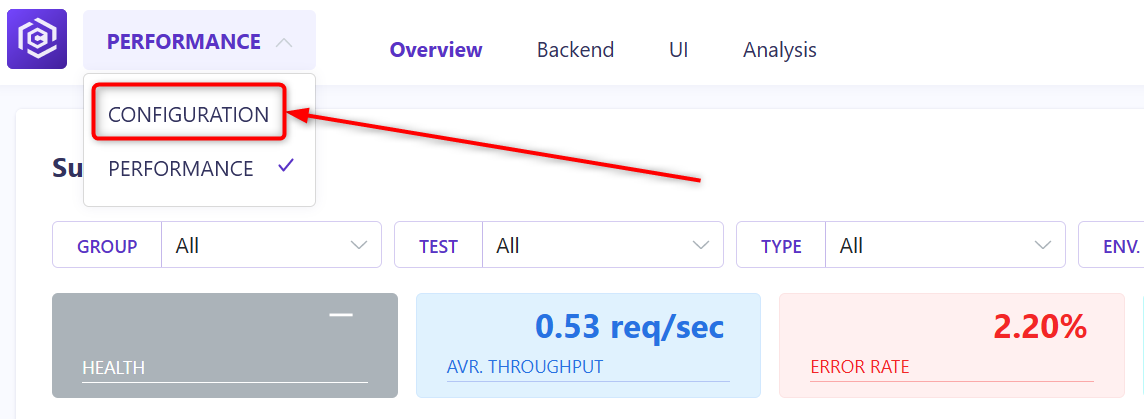 PERFORMANCE
Overview Backend UI Analysis
CONFIGURATION
PERFORMANCE
Su
GROUP All TEST All TYPE All ENV.
0.53 req/sec 2.20%
HEALTH AVR. THROUGHPUT ERROR RATE